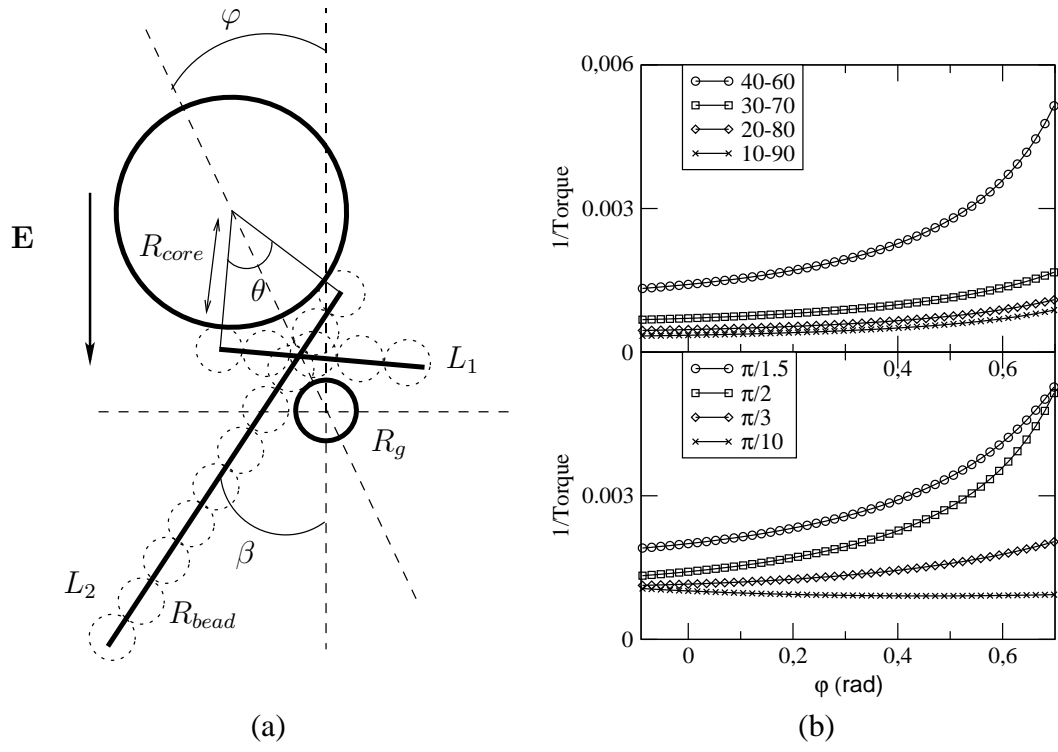 φ
E
R_core
θ
L_1
R_g
β
L_2
R_bead
(a)
0,006
40-60
30-70
20-80
10-90
1/Torque
0.003
0
0,2
0,4
0,6
π/1.5
π/2
π/3
π/10
1/Torque
0.003
0
0
0,2
0,4
0,6
φ (rad)
(b)